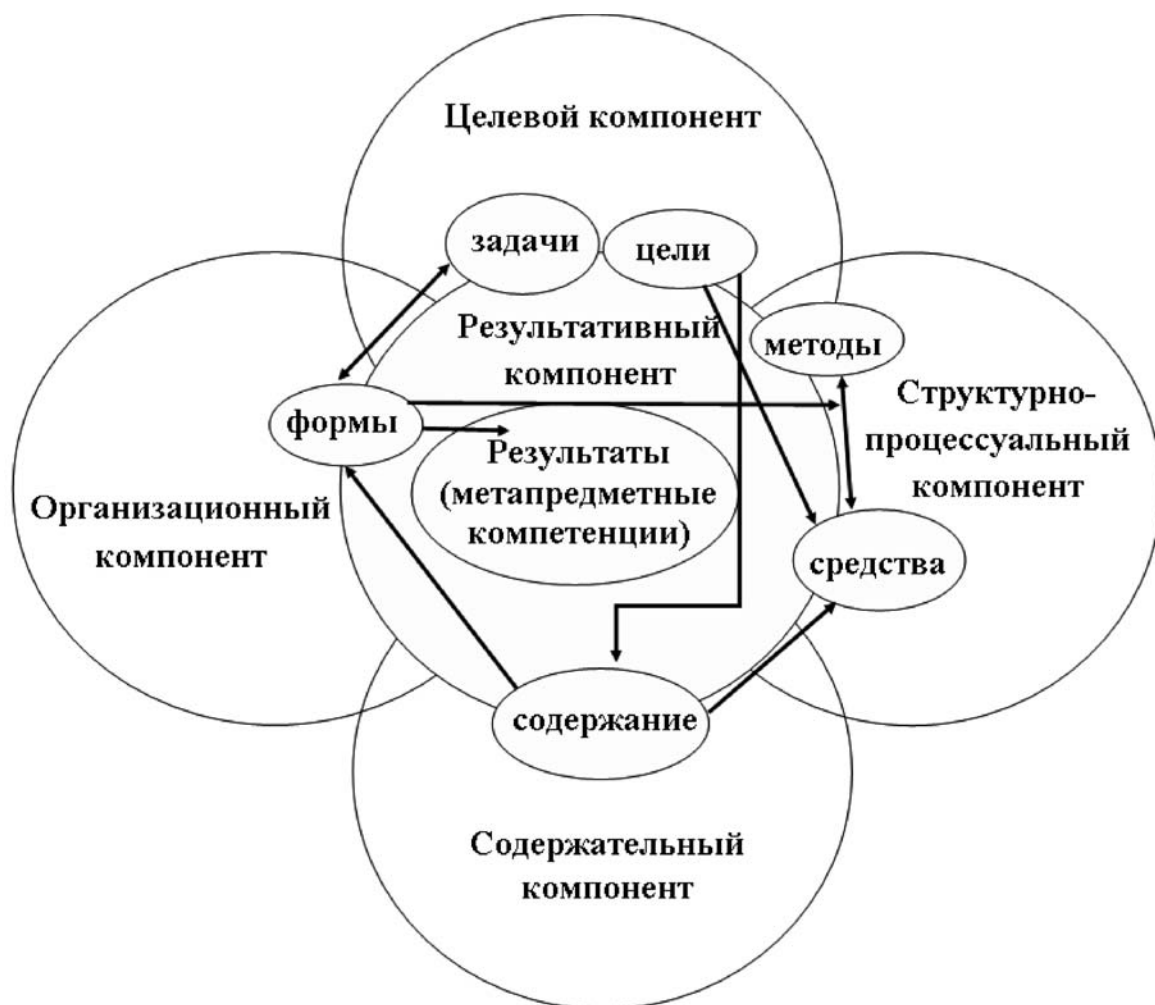 Целевой компонент
задачи
цели
Результативный
компонент
методы
формы
Структурно-
процессуальный
компонент
Результаты
(метапредметные
компетенции)
Организационный
компонент
средства
содержание
Содержательный
компонент